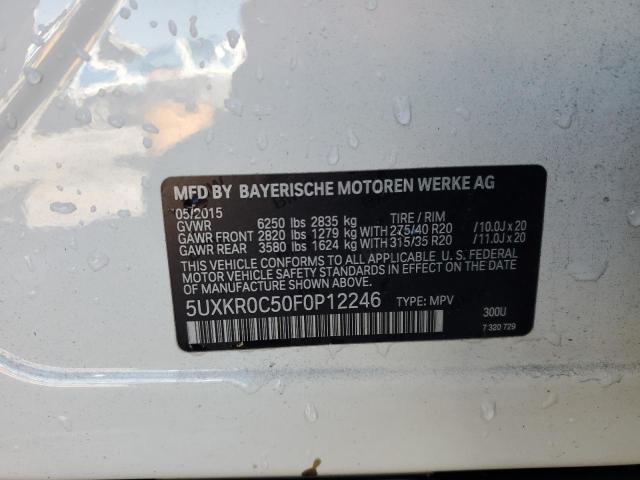 MFD BY BAYERISCHE MOTOREN WERKE AG
05/2015
GVWR 6250 lbs 2835 kg TIRE / RIM
GAWR FRONT 2820 lbs 1279 kg WITH 275/40 R20 / 10.0J x 20
GAWR REAR 3580 lbs 1624 kg WITH 315/35 R20 / 11.0J x 20
THIS VEHICLE CONFORMS TO ALL APPLICABLE U. S. FEDERAL
MOTOR VEHICLE SAFETY STANDARDS IN EFFECT ON THE DATE OF
MANUFACTURE SHOWN ABOVE.
5UXKR0C50F0P12246 TYPE: MPV
300U
7 320 729